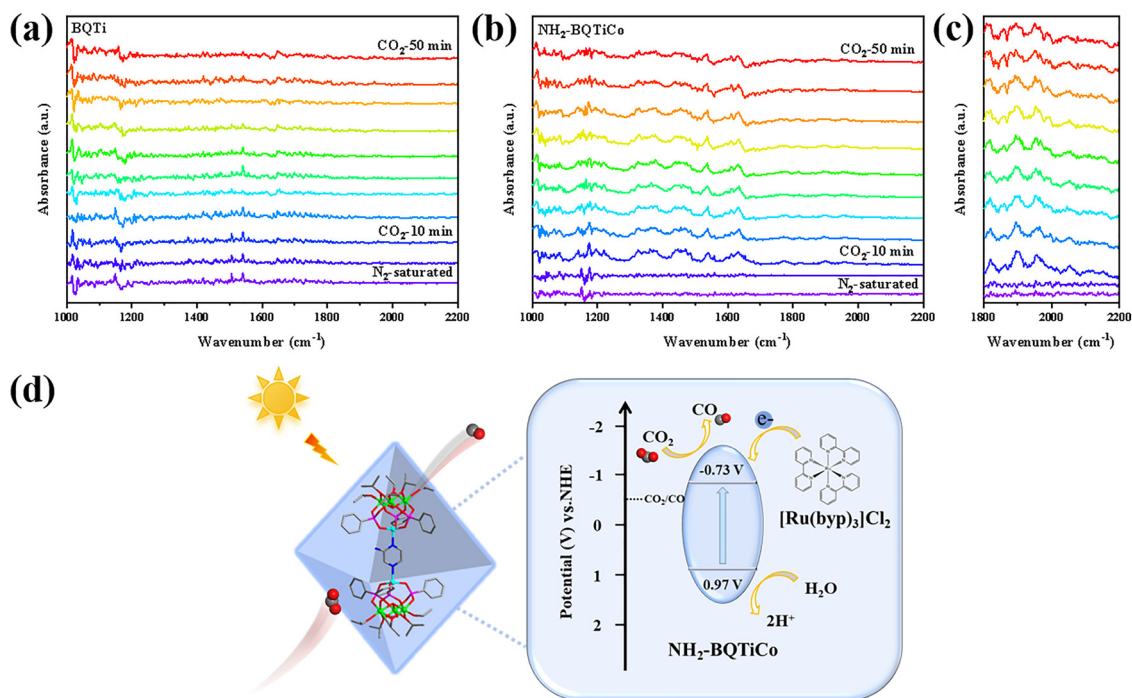 (a)
BQTi
CO₂-50 min
CO₂-10 min
N₂-saturated
Absorbance (a.u.)
1000 1200 1400 1600 1800 2000 2200
Wavenumber (cm⁻¹)
(b)
NH₂-BQTiCo
CO₂-50 min
CO₂-10 min
N₂-saturated
Absorbance (a.u.)
1000 1200 1400 1600 1800 2000 2200
Wavenumber (cm⁻¹)
(c)
Absorbance (a.u.)
1800 2000 2200
Wavenumber (cm⁻¹)
(d)
Potential (V) vs.NHE
-2
-1
0
1
2
CO₂
CO
e-
-0.73 V
CO₂/CO
[Ru(byp)₃]Cl₂
0.97 V
H₂O
2H⁺
NH₂-BQTiCo